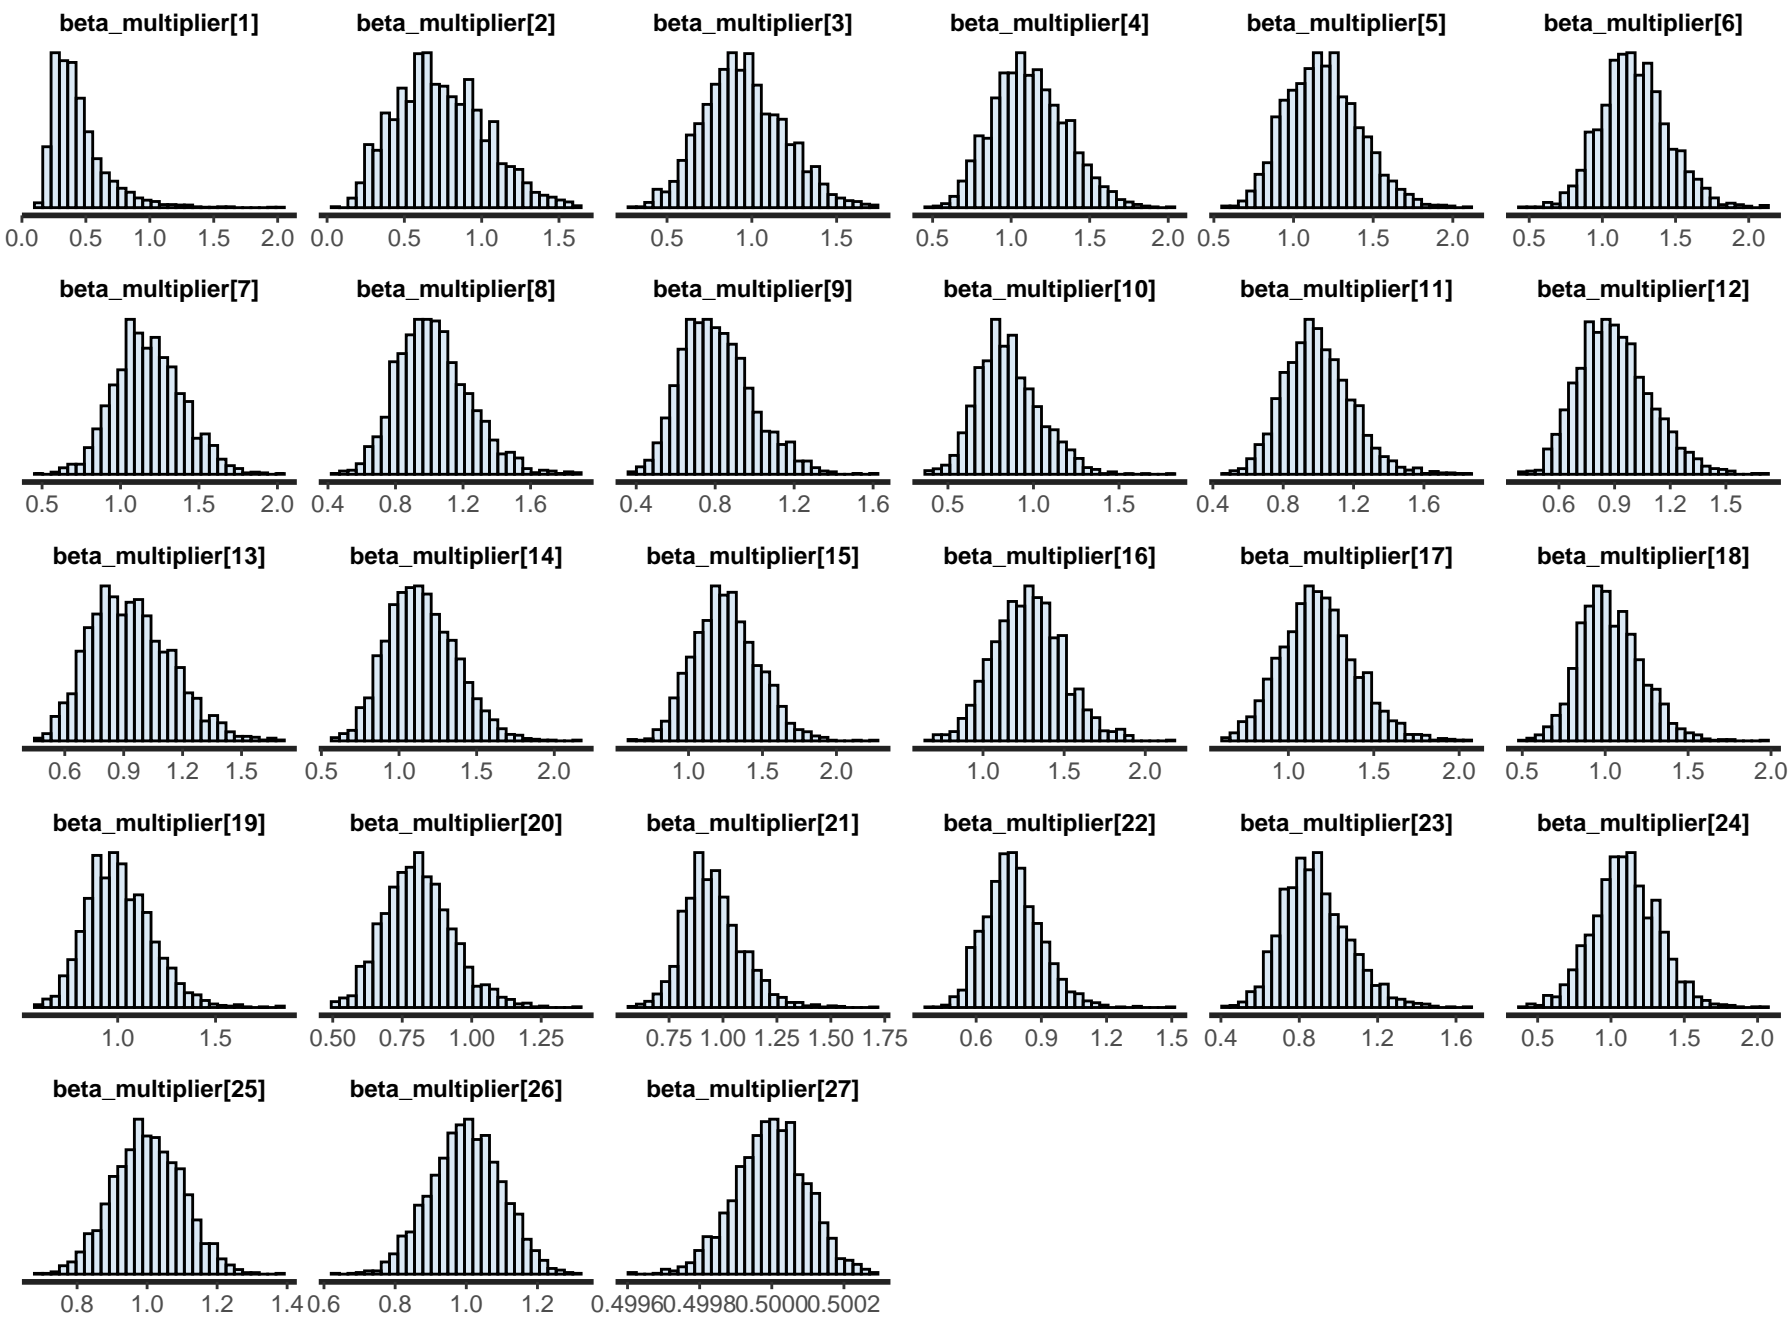 beta_multiplier[1] beta_multiplier[2] beta_multiplier[3] beta_multiplier[4] beta_multiplier[5] beta_multiplier[6]
0.0 0.5 1.0 1.5 2.0 0.0 0.5 1.0 1.5 0.5 1.0 1.5 0.5 1.0 1.5 2.0 0.5 1.0 1.5 2.0 0.5 1.0 1.5 2.0
beta_multiplier[7] beta_multiplier[8] beta_multiplier[9] beta_multiplier[10] beta_multiplier[11] beta_multiplier[12]
0.5 1.0 1.5 2.0 0.4 0.8 1.2 1.6 0.4 0.8 1.2 1.6 0.5 1.0 1.5 0.4 0.8 1.2 1.6 0.6 0.9 1.2 1.5
beta_multiplier[13] beta_multiplier[14] beta_multiplier[15] beta_multiplier[16] beta_multiplier[17] beta_multiplier[18]
0.6 0.9 1.2 1.5 0.5 1.0 1.5 2.0 1.0 1.5 2.0 1.0 1.5 2.0 1.0 1.5 2.0 0.5 1.0 1.5 2.0
beta_multiplier[19] beta_multiplier[20] beta_multiplier[21] beta_multiplier[22] beta_multiplier[23] beta_multiplier[24]
1.0 1.5 0.50 0.75 1.00 1.25 0.75 1.00 1.25 1.50 1.75 0.6 0.9 1.2 1.5 0.4 0.8 1.2 1.6 0.5 1.0 1.5 2.0
beta_multiplier[25] beta_multiplier[26] beta_multiplier[27]
0.8 1.0 1.2 1.4 0.6 0.8 1.0 1.2 0.4996 0.4998 0.5000 0.5002